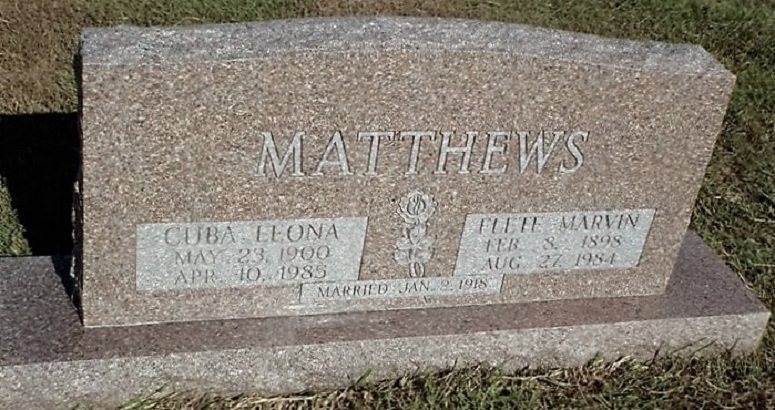 MATTHEWS
CUBA LEONA
MAY 23, 1900
APR. 10, 1985
FLETE MARVIN
FEB. 8, 1898
AUG. 27, 1984
MARRIED JAN. 2, 1918